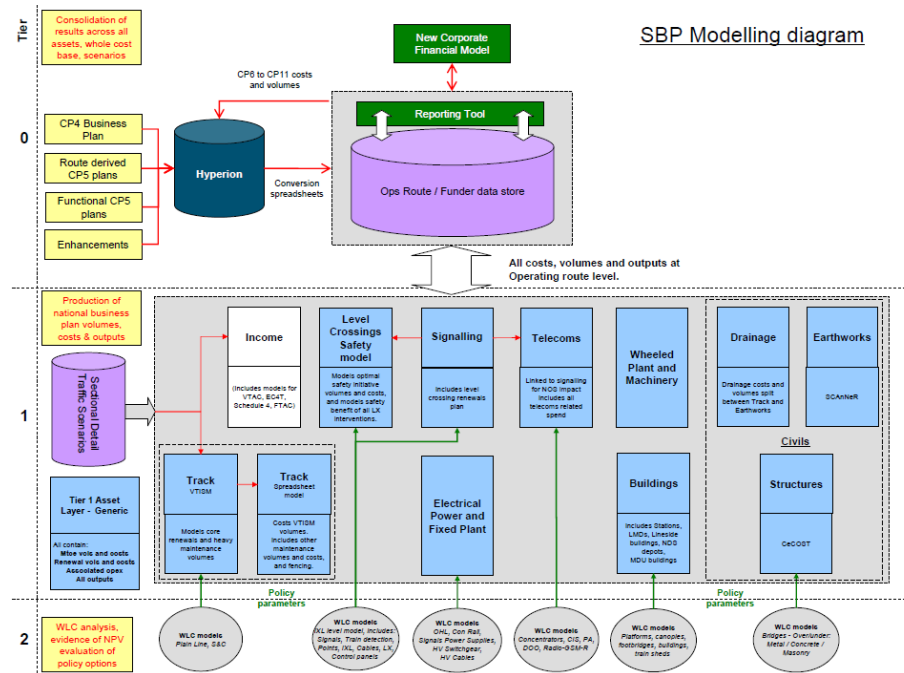 SBP Modelling diagram
Tier
0
Consolidation of
results across all
assets, whole cost
base, scenarios
New Corporate
Financial Model
CP6 to CP11 costs
and volumes
Reporting Tool
CP4 Business
Plan
Route derived
CP5 plans
Functional CP5
plans
Enhancements
Hyperion
Conversion
spreadsheets
Ops Route / Funder data store
All costs, volumes and outputs at
Operating route level.
1
Production of
national business
plan volumes,
costs & outputs
Sectional Detail
Traffic Scenarios
Tier 1 Asset
Layer - Generic
All contain:
Mtce vols and costs
Renewal vols and costs
Associated opex
All outputs
Income
(Includes models for
VTAC, EC4T,
Schedule 4, FTAC)
Level
Crossings
Safety model
Models optimal
safety initiative
volumes and costs,
and models safety
benefit of all LX
interventions.
Signalling
Includes level
crossing renewals
plan
Telecoms
Linked to signalling
for NOS impact
Includes all
telecoms related
spend
Wheeled
Plant and
Machinery
Drainage
Drainage costs and
volumes split
between Track and
Earthworks
Earthworks
SCAnNeR
Civils
Track
VTISM
Models core
renewals and heavy
maintenance
volumes
Track
Spreadsheet
model
Costs VTISM
volumes.
Includes other
maintenance
volumes and costs,
and fencing.
Electrical
Power and
Fixed Plant
Buildings
Includes Stations,
LMDs, Lineside
buildings, NDS
depots,
MDU buildings
Structures
CeCOST
Policy
parameters
Policy
parameters
2
WLC analysis,
evidence of NPV
evaluation of
policy options
WLC models
Plain Line, S&C
WLC models
IXL level model, includes:
Signals, Train detection,
Points, IXL, Cables, LX,
Control panels
WLC models
OHL, Con Rail,
Signals Power Supplies,
HV Switchgear,
HV Cables
WLC models
Concentrators, CIS, PA,
DOO, Radio-GSM-R
WLC models
Platforms, canopies,
footbridges, buildings,
train sheds
WLC models
Bridges - Over/under:
Metal / Concrete /
Masonry